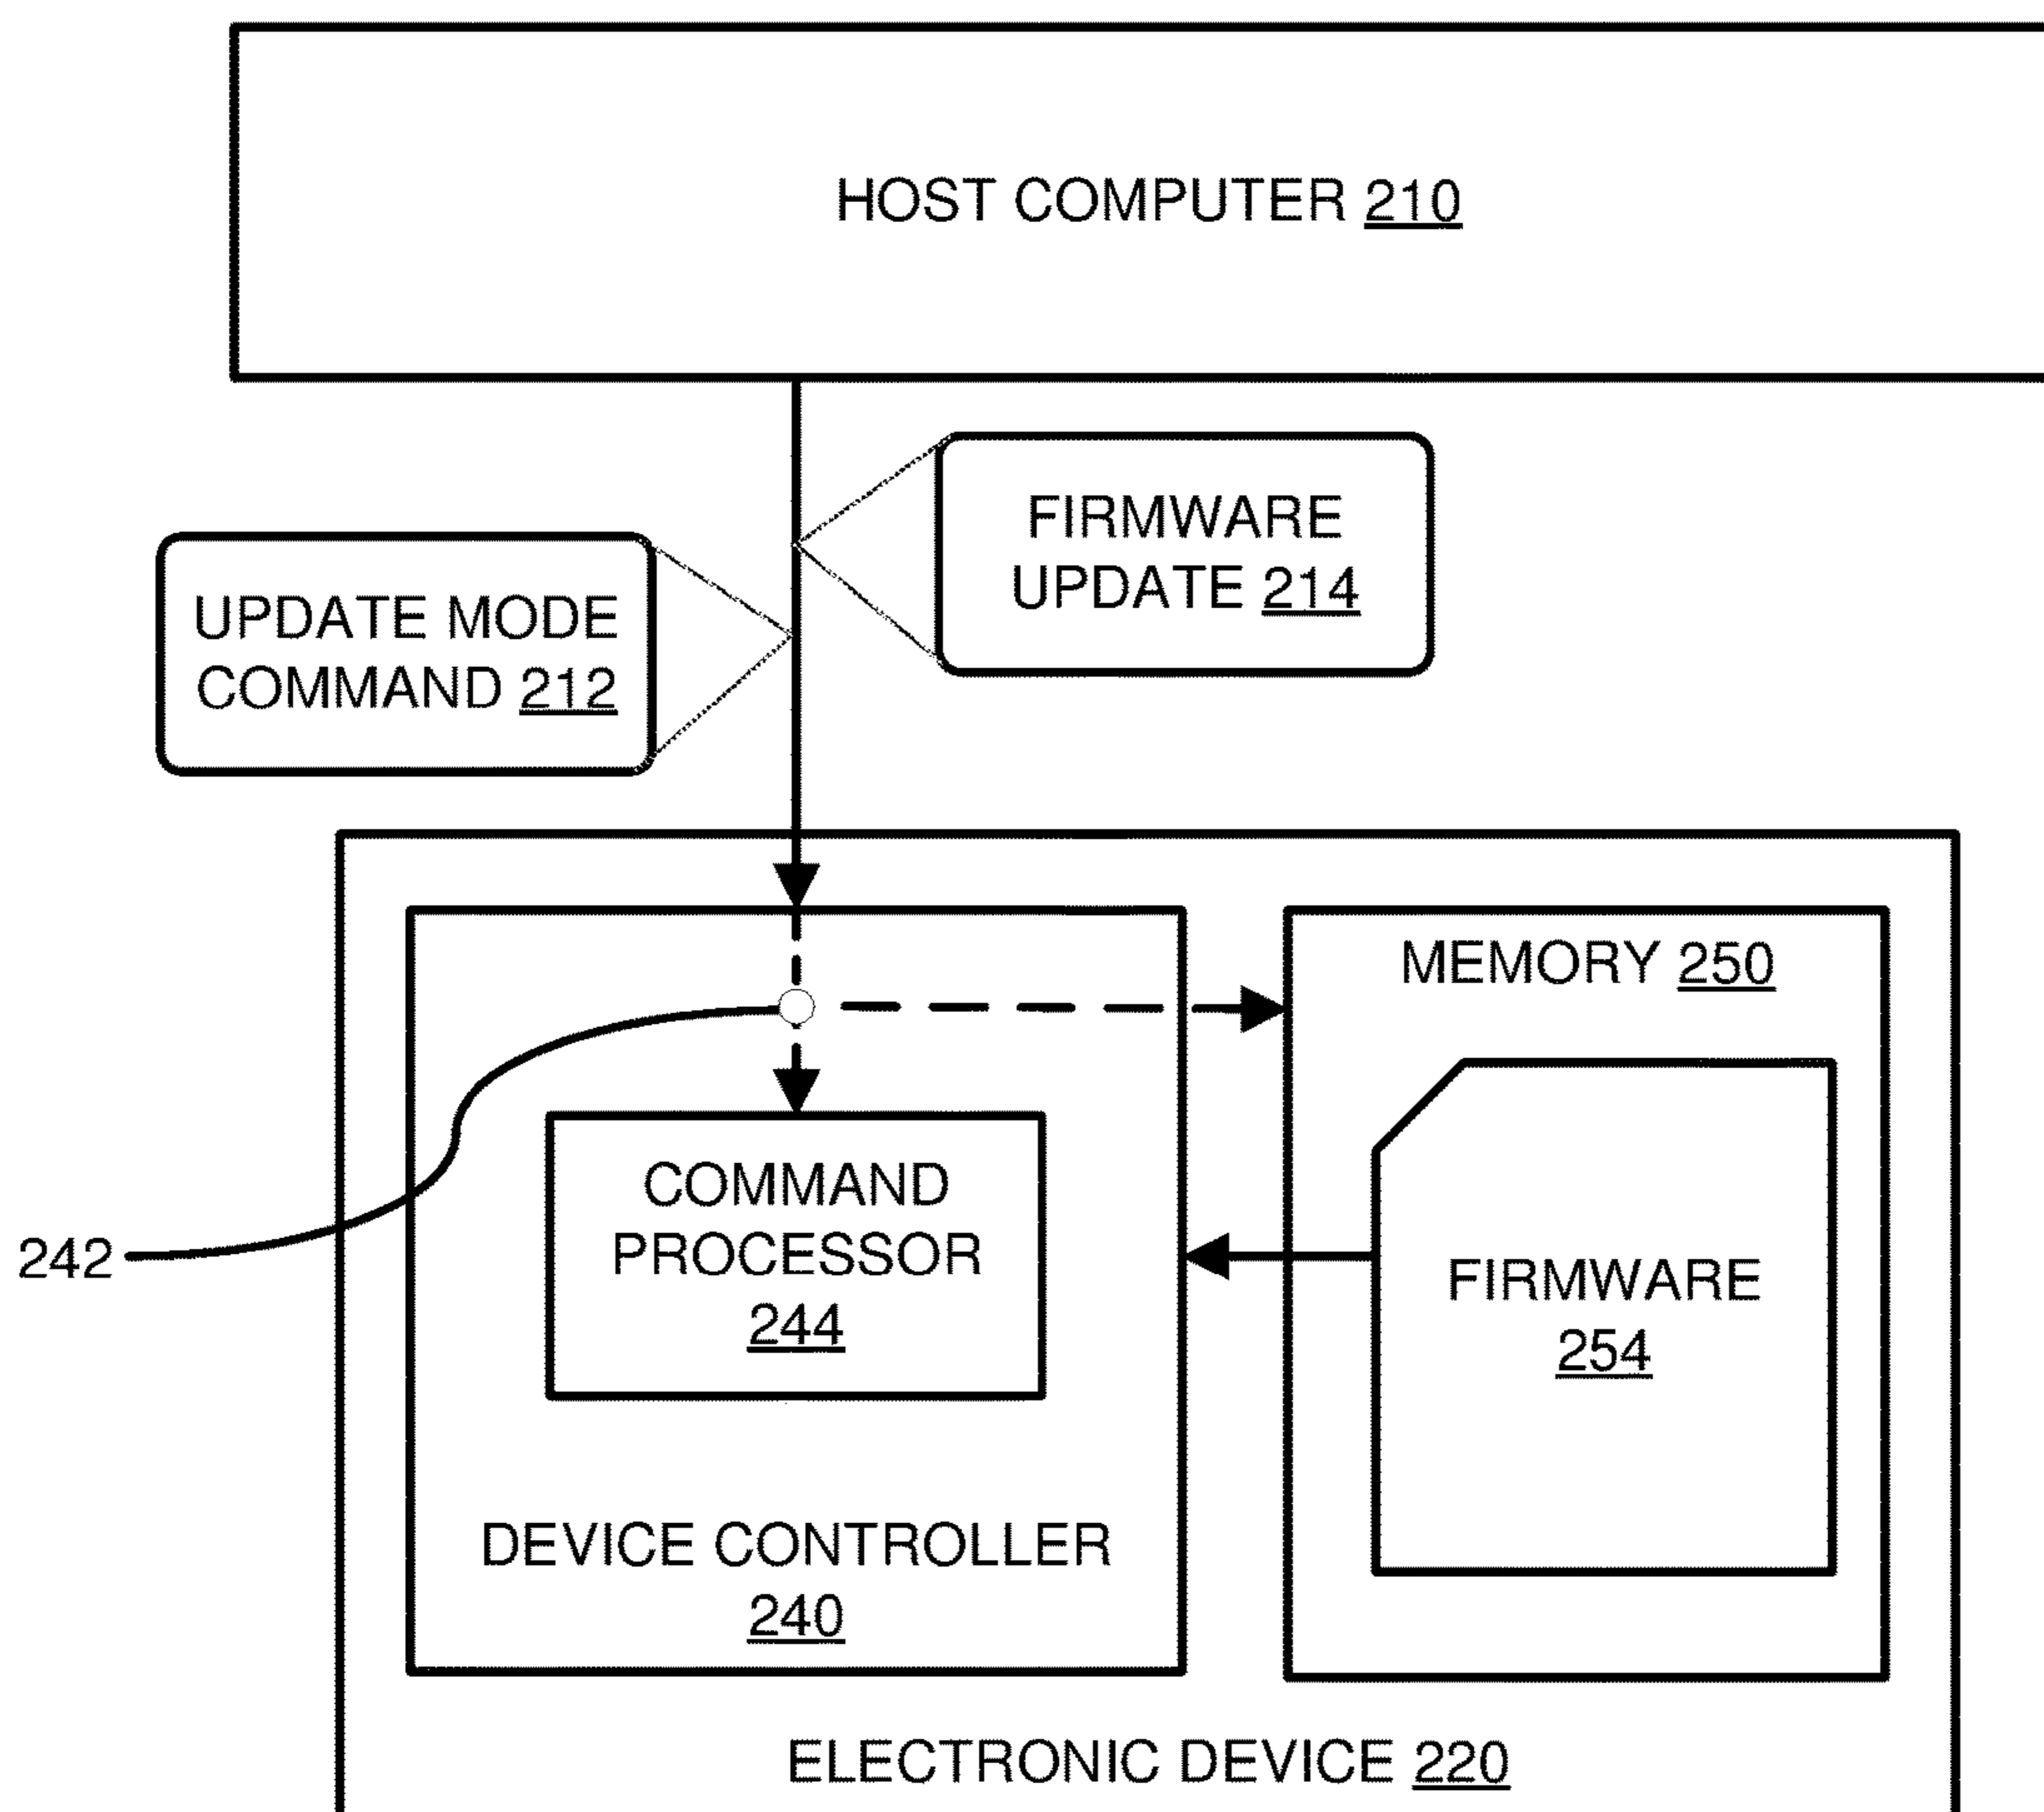 HOST COMPUTER 210
FIRMWARE
UPDATE 214
UPDATE MODE
COMMAND 212
MEMORY 250
COMMAND
PROCESSOR
244
242
FIRMWARE
254
DEVICE CONTROLLER
240
ELECTRONIC DEVICE 220